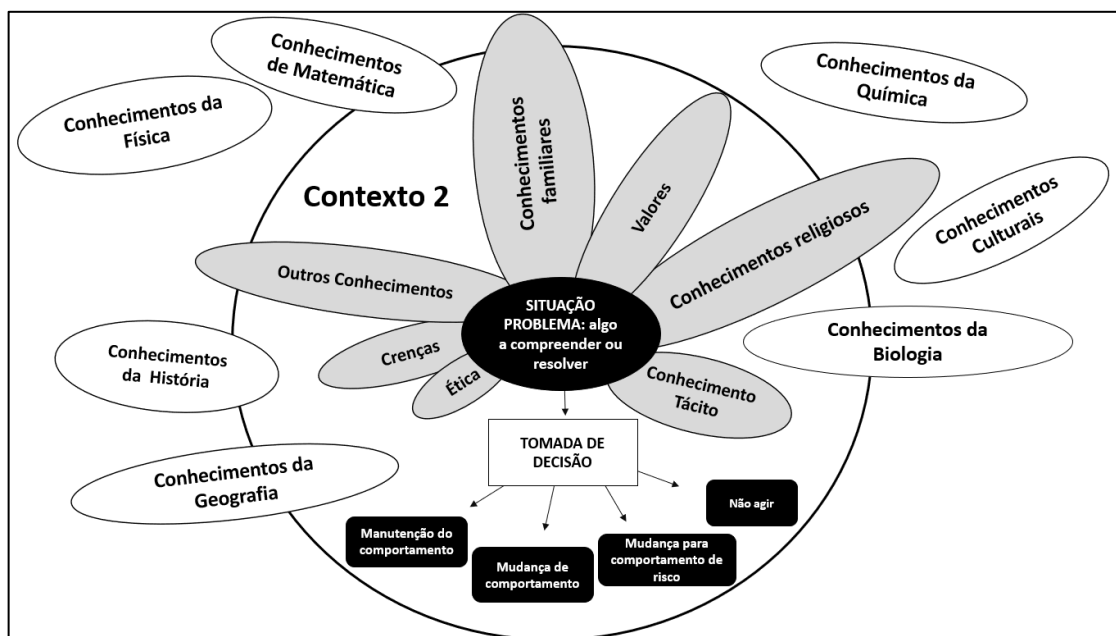 Conhecimentos
de Matemática
Conhecimentos da
Física
Conhecimentos da
Química
Conhecimentos
familiares
Valores
Contexto 2
Conhecimentos religiosos
Conhecimentos
Culturais
Outros Conhecimentos
SITUAÇÃO
PROBLEMA: algo
a compreender ou
resolver
Conhecimentos da
Biologia
Conhecimentos
da História
Crenças
Ética
Conhecimento
Tácito
TOMADA DE
DECISÃO
Conhecimentos da
Geografia
Não agir
Manutenção do
comportamento
Mudança de
comportamento
Mudança para
comportamento de
risco